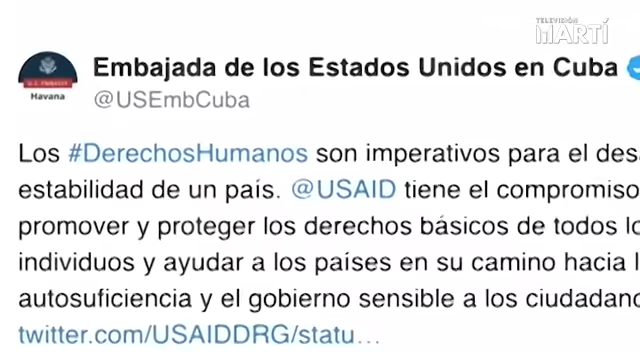 TELEVISIÓN
MARTÍ
Embajada de los Estados Unidos en Cuba
U.S. EMBASSY
Havana
@USEmbCuba
Los #DerechosHumanos son imperativos para el des
estabilidad de un país. @USAID tiene el compromiso
promover y proteger los derechos básicos de todos lo
individuos y ayudar a los países en su camino hacia l
autosuficiencia y el gobierno sensible a los ciudadano
twitter.com/USAIDDRG/statu…